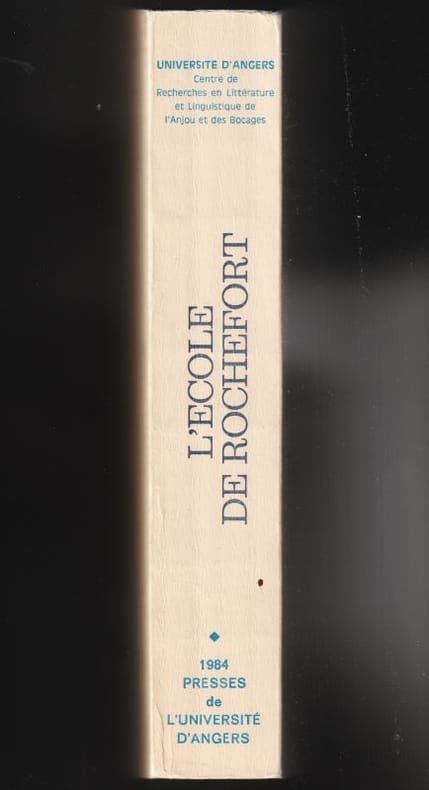 UNIVERSITÉ D'ANGERS
Centre de
Recherches en Littérature
et Linguistique de
l'Anjou et des Bocages
L'ECOLE
DE ROCHEFORT
1984
PRESSES
de
L'UNIVERSITÉ
D'ANGERS